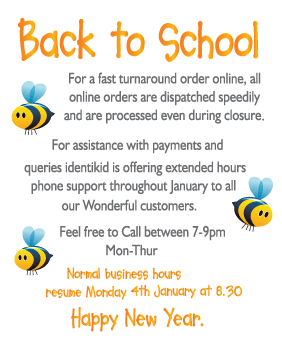 Back to School
For a fast turnaround order online, all
online orders are dispatched speedily
and are processed even during closure.
For assistance with payments and
queries identikid is offering extended hours
phone support throughout January to all
our Wonderful customers.
Feel free to Call between 7-9pm
Mon-Thur
Normal business hours
resume Monday 4th January at 8.30
Happy New Year.